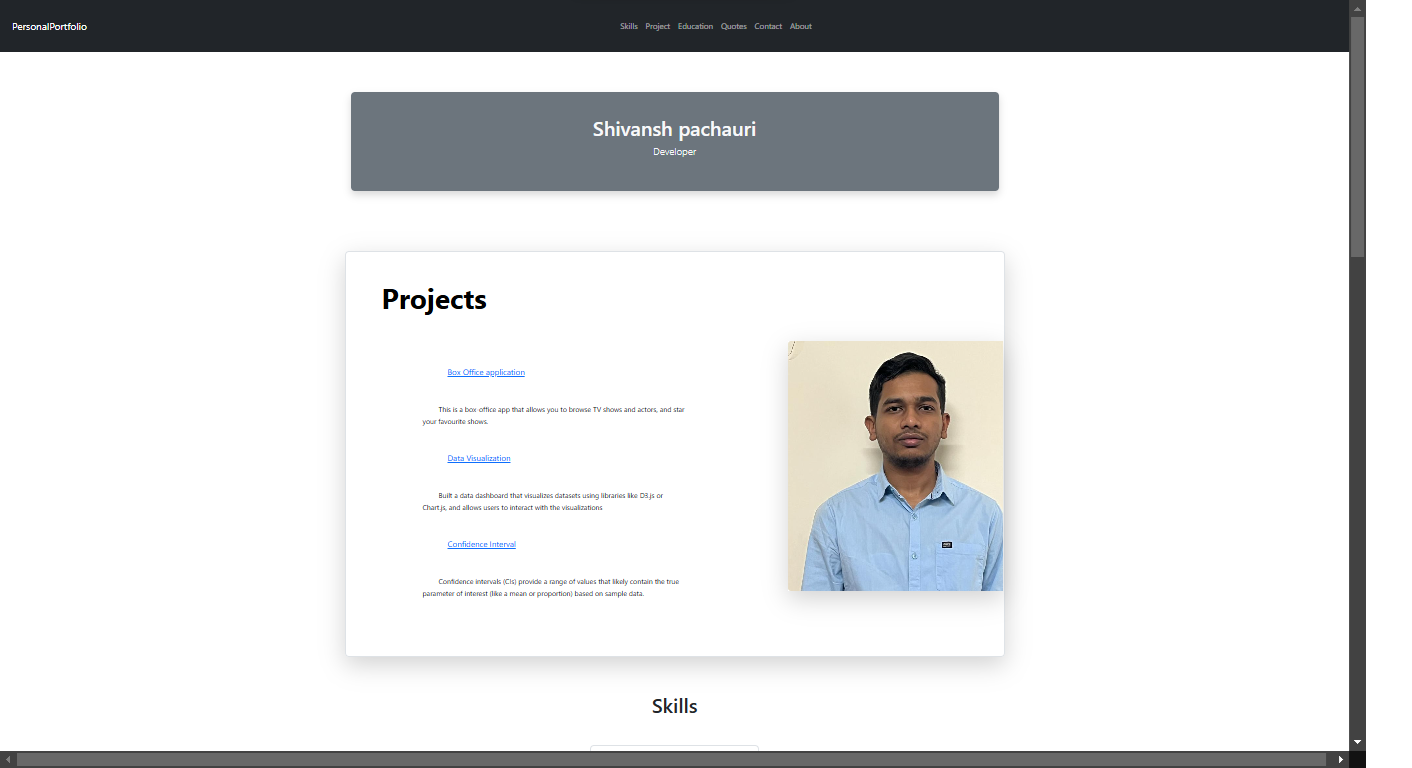 PersonalPortfolio
Skills Project Education Quotes Contact About
Shivansh pachauri
Developer
Projects
Box Office application
This is a box office app that allows you to browse TV shows and actors, and star
your favourite shows.
Data Visualization
Built a data dashboard that visualizes datasets using libraries like D3.js or
Chart.js, and allows users to interact with the visualizations
Confidence Interval
Confidence intervals (CIs) provide a range of values that likely contain the true
parameter of interest (like a mean or proportion) based on sample data.
Skills